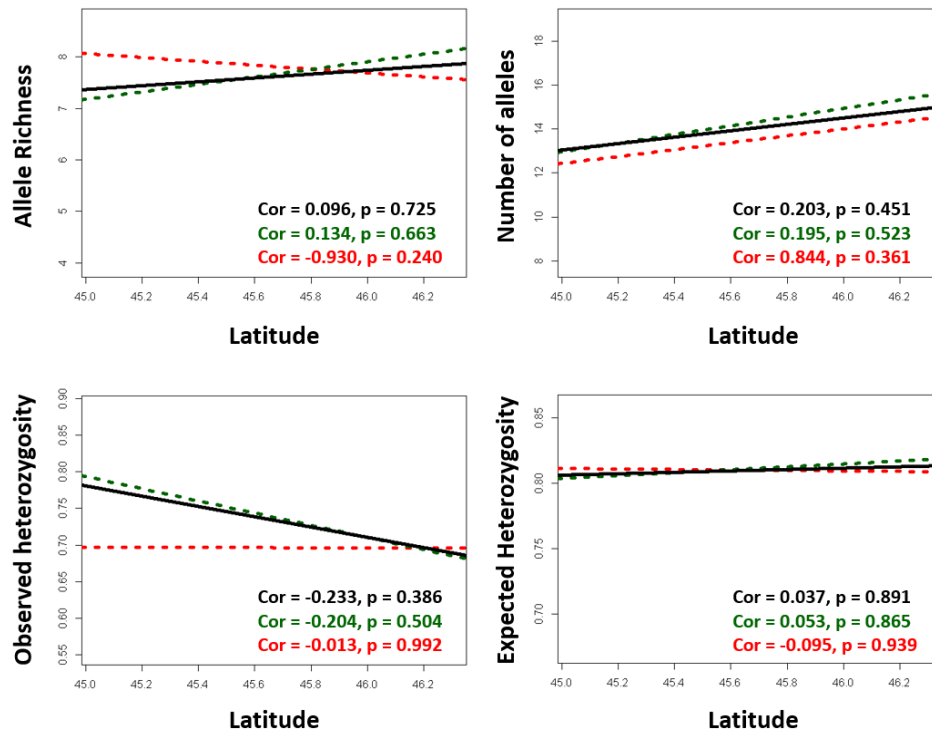 Allele Richness
8
7
6
5
4
Cor = 0.096, p = 0.725
Cor = 0.134, p = 0.663
Cor = -0.930, p = 0.240
45.0 45.2 45.4 45.6 45.8 46.0 46.2
Latitude
Number of alleles
18
16
14
12
10
8
Cor = 0.203, p = 0.451
Cor = 0.195, p = 0.523
Cor = 0.844, p = 0.361
45.0 45.2 45.4 45.6 45.8 46.0 46.2
Latitude
Observed heterozygosity
0.90
0.85
0.80
0.75
0.70
0.65
0.60
0.55
Cor = -0.233, p = 0.386
Cor = -0.204, p = 0.504
Cor = -0.013, p = 0.992
45.0 45.2 45.4 45.6 45.8 46.0 46.2
Latitude
Expected Heterozygosity
0.85
0.80
0.75
0.70
Cor = 0.037, p = 0.891
Cor = 0.053, p = 0.865
Cor = -0.095, p = 0.939
45.0 45.2 45.4 45.6 45.8 46.0 46.2
Latitude